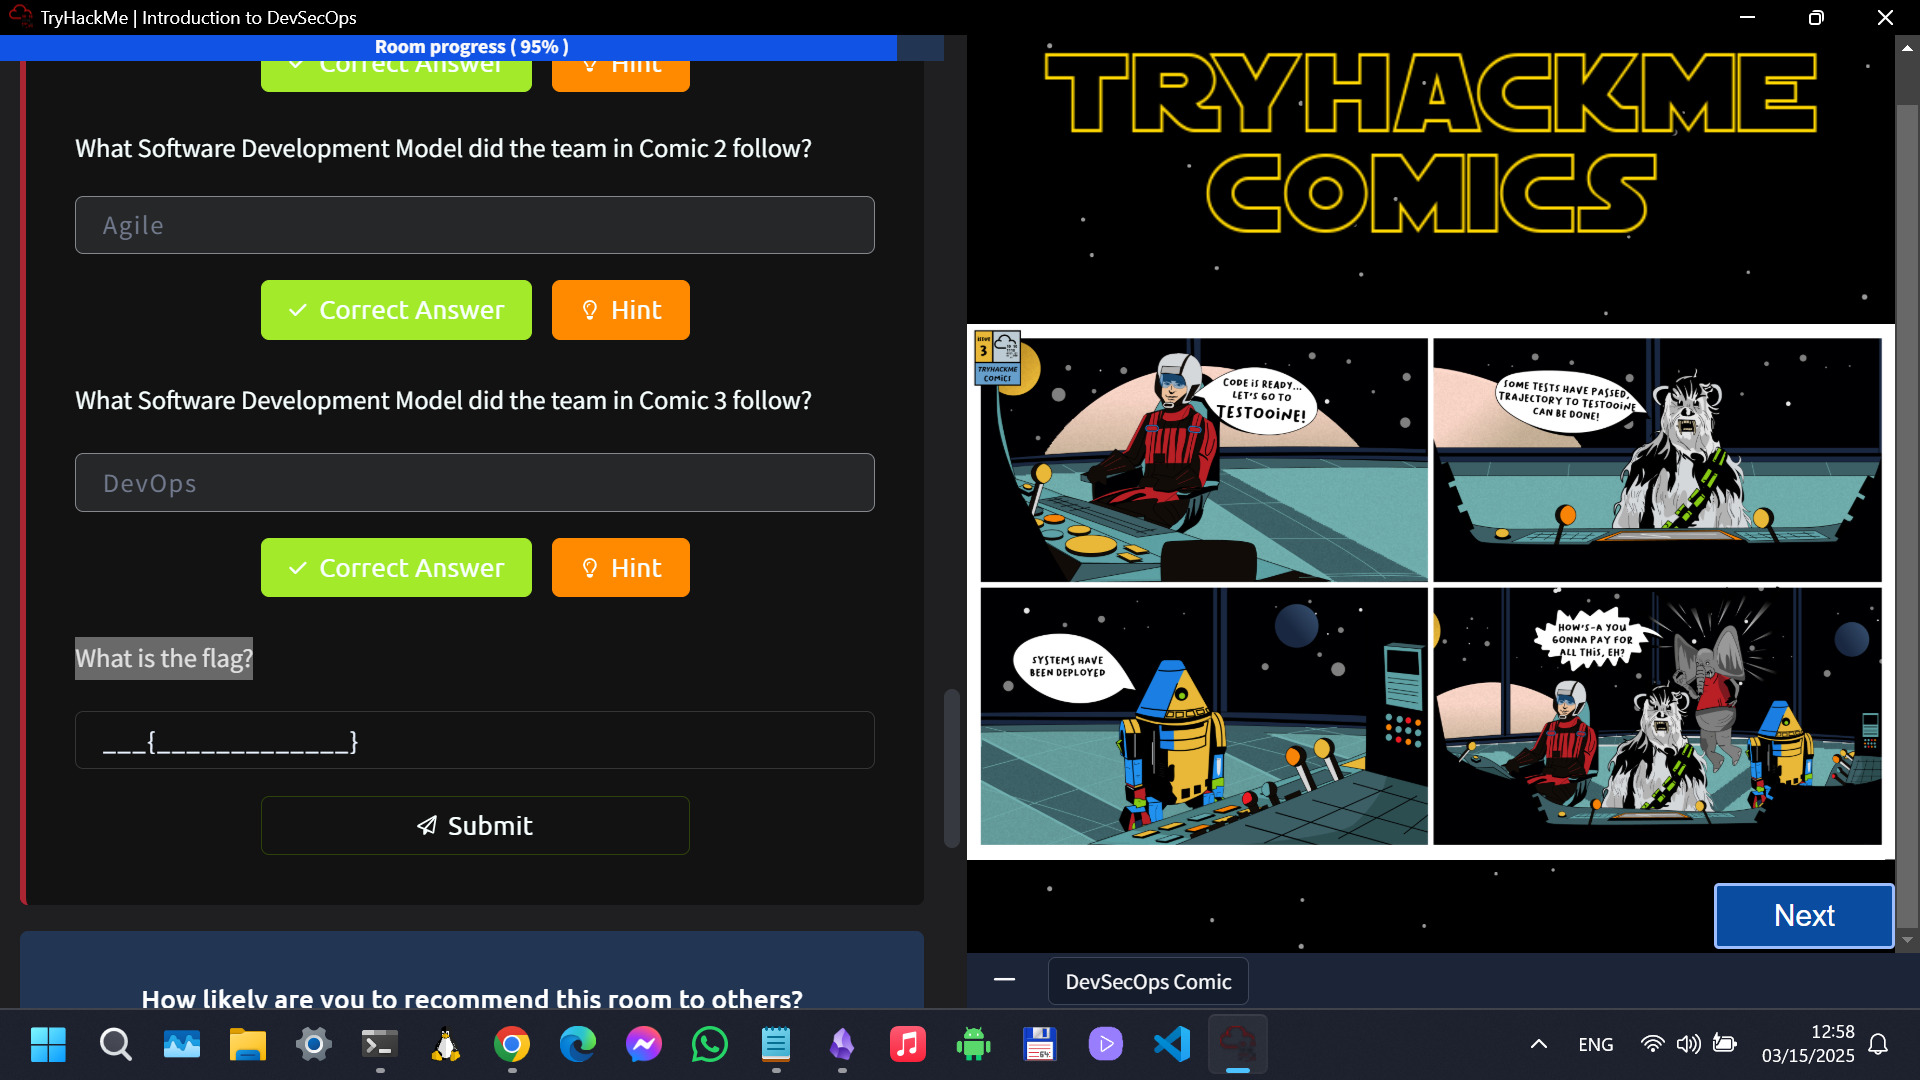 TryHackMe | Introduction to DevSecOps
Room progress ( 95% )
Correct Answer
Hint
What Software Development Model did the team in Comic 2 follow?
Agile
Correct Answer
Hint
What Software Development Model did the team in Comic 3 follow?
DevOps
Correct Answer
Hint
What is the flag?
___{_____________}
Submit
How likely are you to recommend this room to others?
TRYHACKME
COMICS
ISSUE
3
TRYHACKME
COMICS
CODE IS READY...
LET'S GO TO
TESTOOINE!
SOME TESTS HAVE PASSED,
TRAJECTORY TO TESTOOINE
CAN BE DONE!
SYSTEMS HAVE
BEEN DEPLOYED
HOW'S-A YOU
GONNA PAY FOR
ALL THIS, EH?
Next
DevSecOps Comic
64
ENG
12:58
03/15/2025